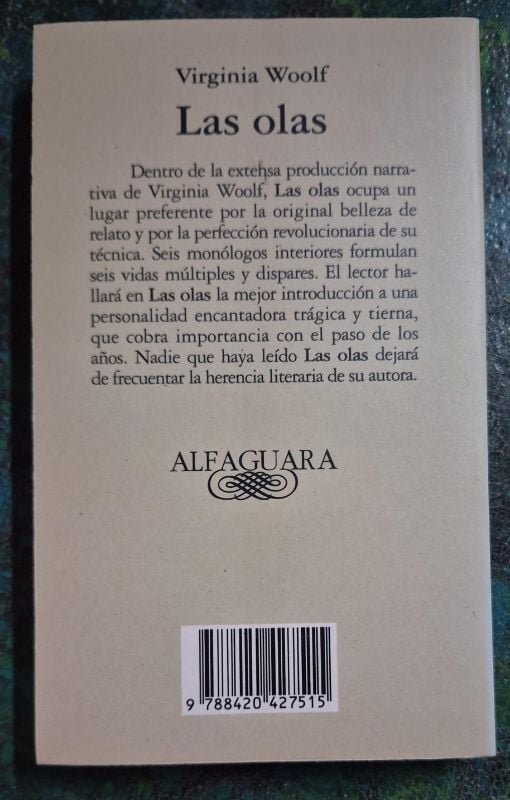 Virginia Woolf
Las olas
Dentro de la extensa producción narra-
tiva de Virginia Woolf, Las olas ocupa un
lugar preferente por la original belleza de
relato y por la perfección revolucionaria de su
técnica. Seis monólogos interiores formulan
seis vidas múltiples y dispares. El lector ha-
llará en Las olas la mejor introducción a una
personalidad encantadora trágica y tierna,
que cobra importancia con el paso de los
años. Nadie que haya leído Las olas dejará
de frecuentar la herencia literaria de su autora.
ALFAGUARA
9 788420 427515